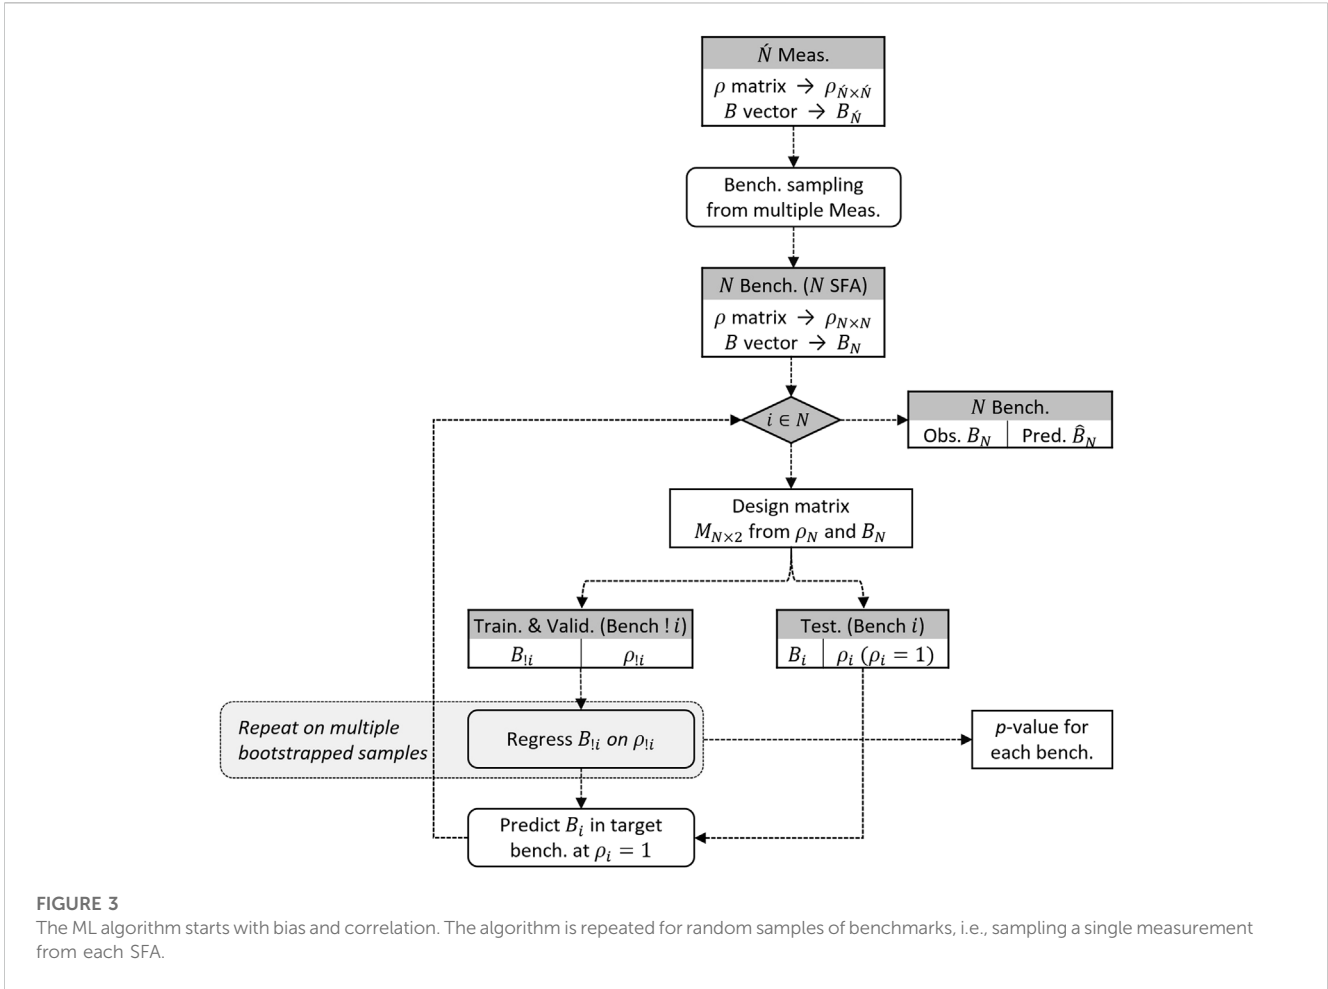 Ń Meas.
ρ matrix → ρ_{Ń×Ń}
B vector → B_Ń
Bench. sampling
from multiple Meas.
N Bench. (N SFA)
ρ matrix → ρ_{N×N}
B vector → B_N
i ∈ N
N Bench.
Obs. B_N | Pred. B̂_N
Design matrix
M_{N×2} from ρ_N and B_N
Train. & Valid. (Bench ! i)
B_{!i} | ρ_{!i}
Test. (Bench i)
B_i | ρ_i (ρ_i = 1)
Repeat on multiple
bootstrapped samples
Regress B_{!i} on ρ_{!i}
p-value for
each bench.
Predict B_i in target
bench. at ρ_i = 1
FIGURE 3
The ML algorithm starts with bias and correlation. The algorithm is repeated for random samples of benchmarks, i.e., sampling a single measurement
from each SFA.